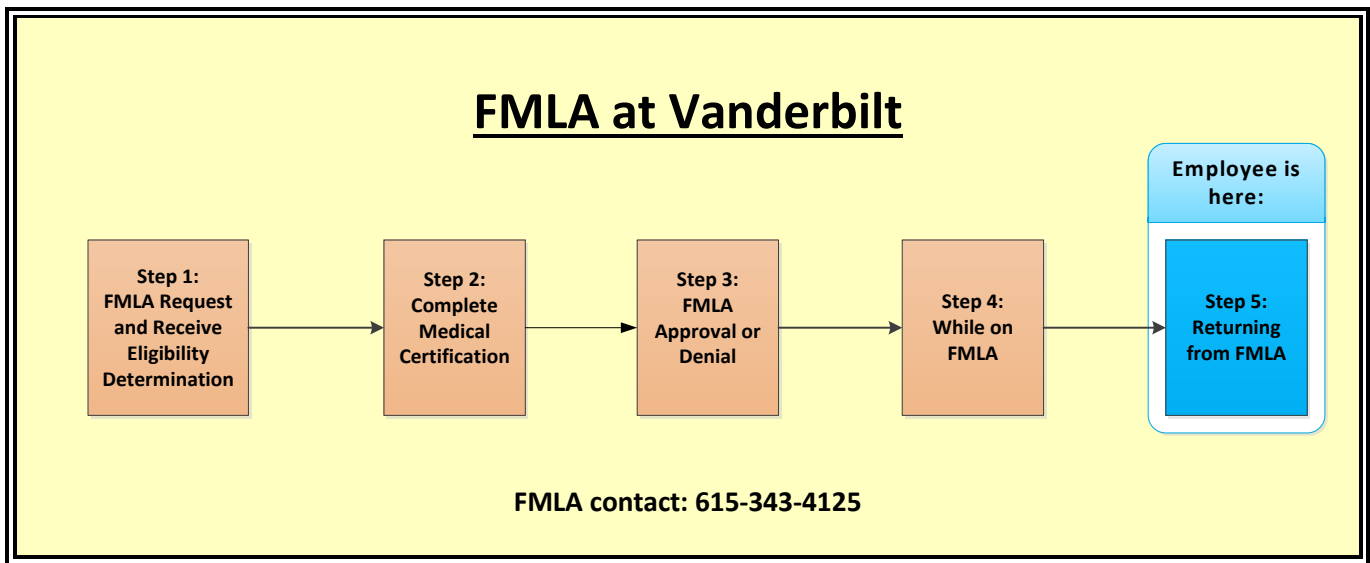 FMLA at Vanderbilt
Employee is
here:
Step 1:
FMLA Request
and Receive
Eligibility
Determination
Step 2:
Complete
Medical
Certification
Step 3:
FMLA
Approval or
Denial
Step 4:
While on
FMLA
Step 5:
Returning
from FMLA
FMLA contact: 615-343-4125